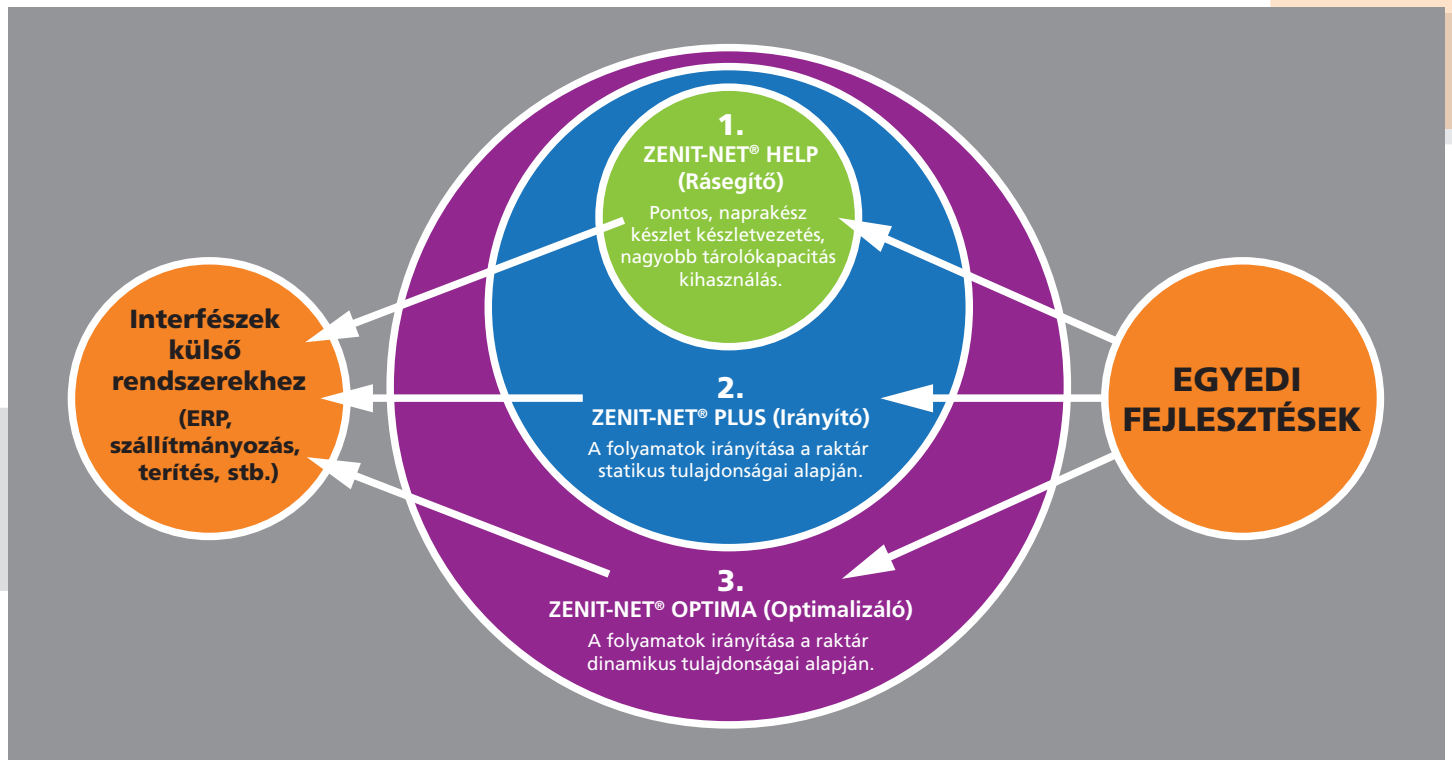 1.
ZENIT-NET® HELP
(Rásegítő)
Pontos, naprakész
készlet készletvezetés,
nagyobb tárolókapacitás
kihasználás.
Interfészek
külső
rendszerekhez
(ERP,
szállítmányozás,
terítés, stb.)
2.
ZENIT-NET® PLUS (Irányító)
A folyamatok irányítása a raktár
statikus tulajdonságai alapján.
EGYEDI
FEJLESZTÉSEK
3.
ZENIT-NET® OPTIMA (Optimalizáló)
A folyamatok irányítása a raktár
dinamikus tulajdonságai alapján.